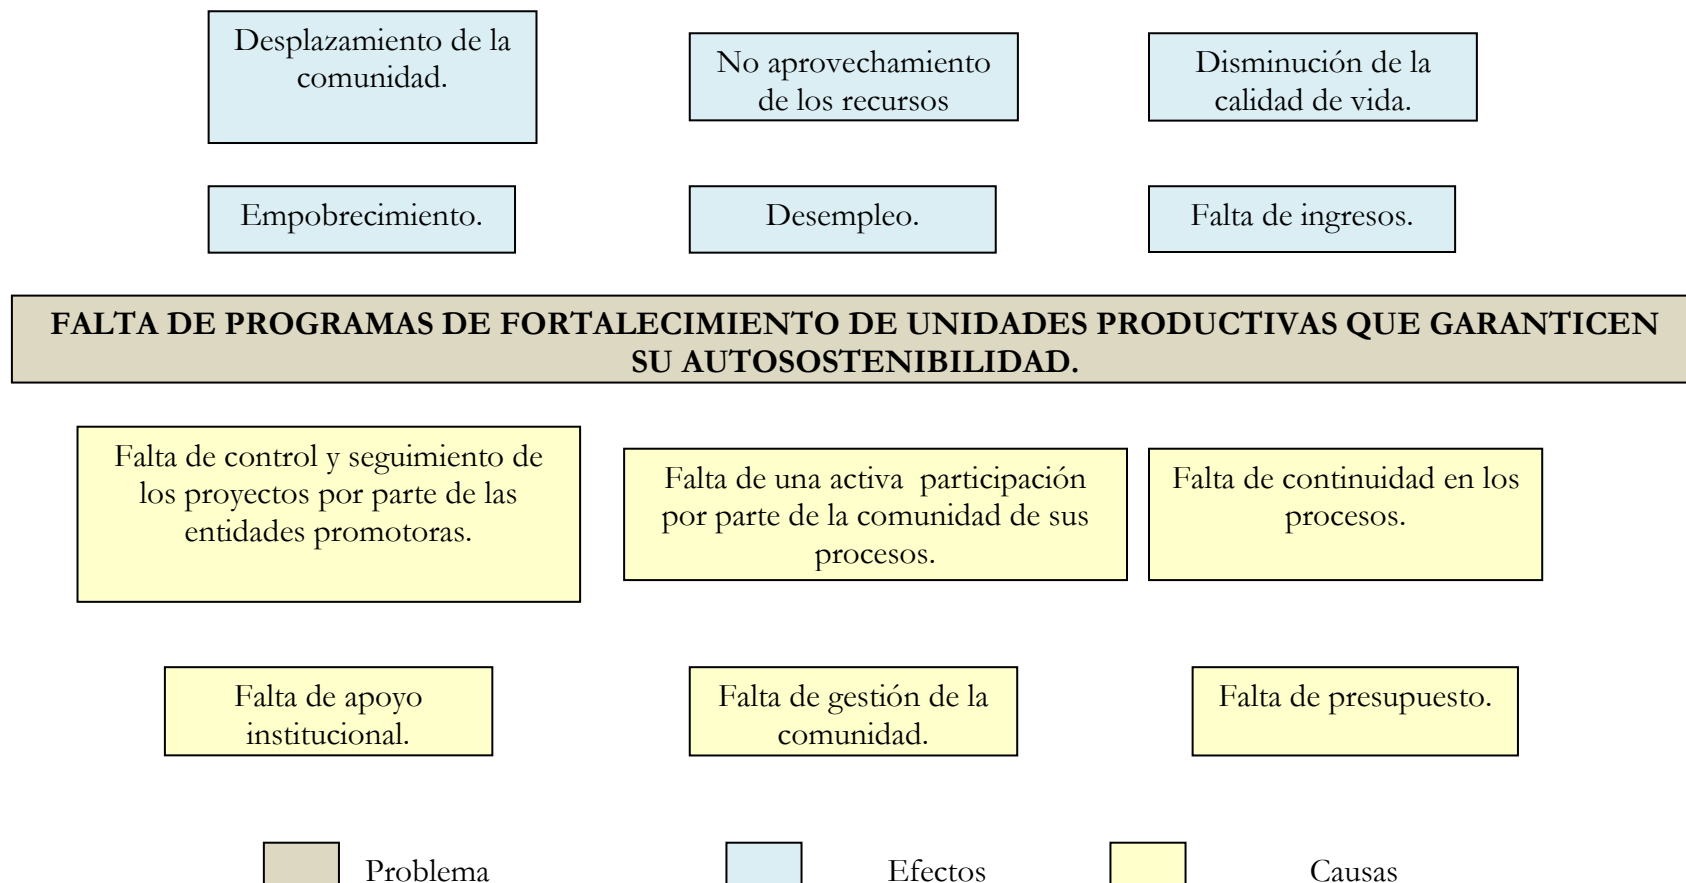 Desplazamiento de la
comunidad.
No aprovechamiento
de los recursos
Disminución de la
calidad de vida.
Empobrecimiento.
Desempleo.
Falta de ingresos.
FALTA DE PROGRAMAS DE FORTALECIMIENTO DE UNIDADES PRODUCTIVAS QUE GARANTICEN
SU AUTOSOSTENIBILIDAD.
Falta de control y seguimiento de
los proyectos por parte de las
entidades promotoras.
Falta de una activa  participación
por parte de la comunidad de sus
procesos.
Falta de continuidad en los
procesos.
Falta de apoyo
institucional.
Falta de gestión de la
comunidad.
Falta de presupuesto.
Problema
Efectos
Causas